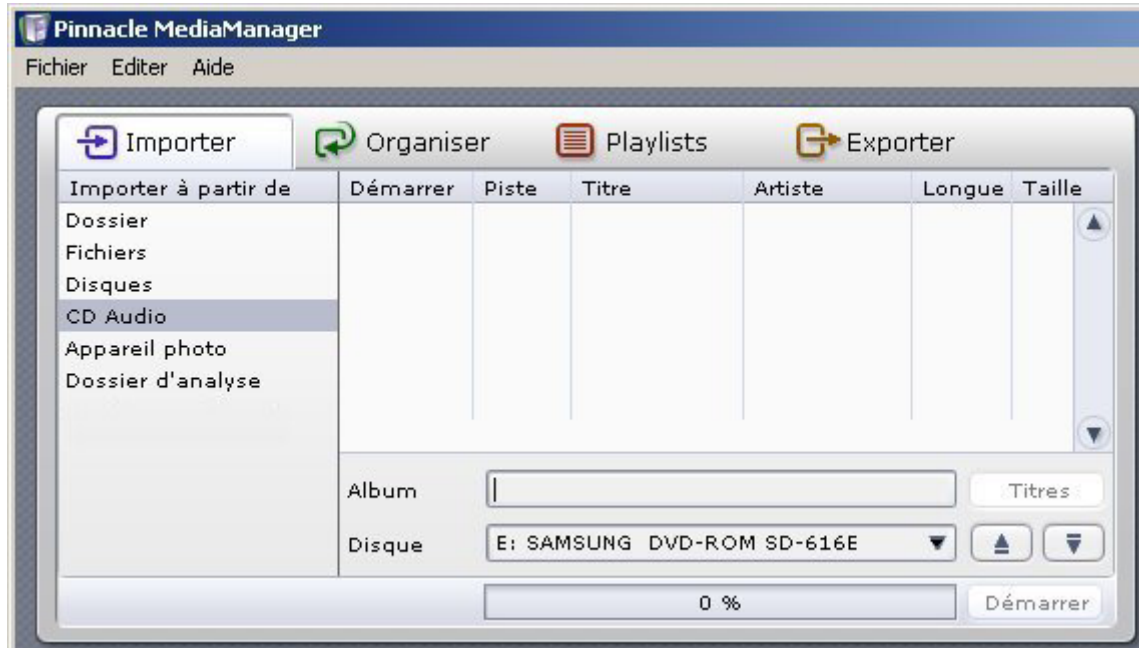 Pinnacle MediaManager
Fichier Editer Aide
Importer Organiser Playlists Exporter
Importer à partir de Démarrer Piste Titre Artiste Longue Taille
Dossier
Fichiers
Disques
CD Audio
Appareil photo
Dossier d'analyse
Album Titres
Disque E: SAMSUNG DVD-ROM SD-616E
0 % Démarrer